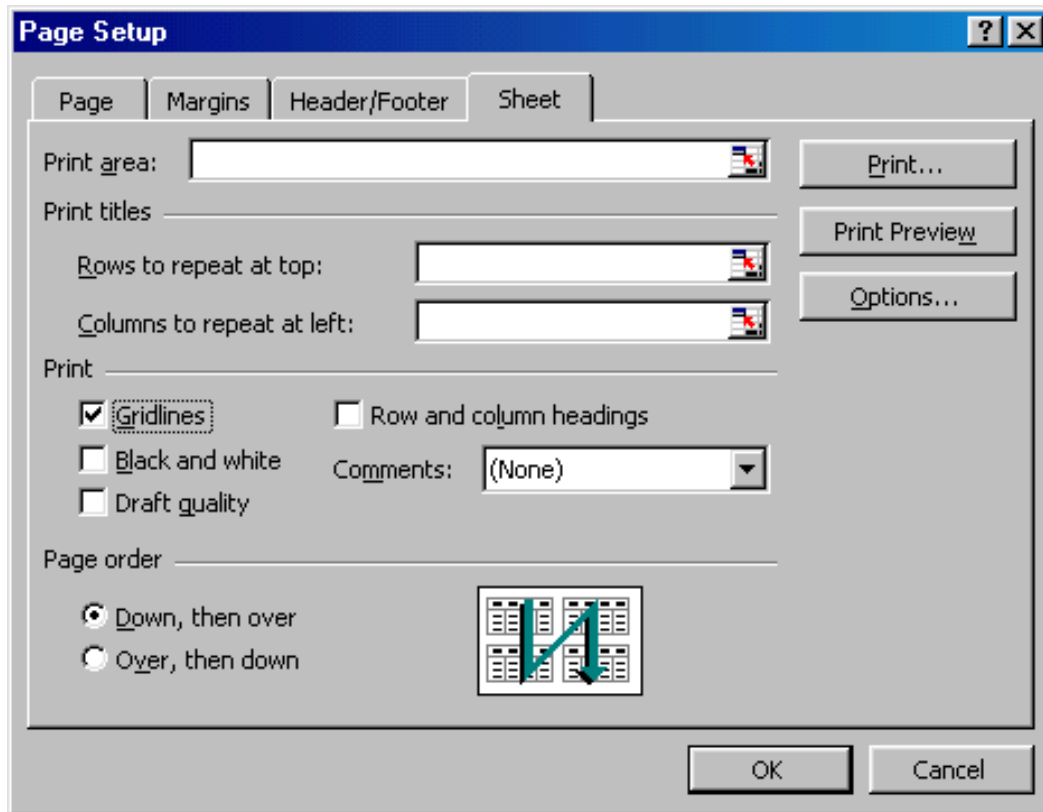 Page Setup
Page Margins Header/Footer Sheet
Print area:
Print...
Print titles
Print Preview
Rows to repeat at top:
Options...
Columns to repeat at left:
Print
Gridlines
Row and column headings
Black and white
Comments: (None)
Draft quality
Page order
Down, then over
Over, then down
OK Cancel